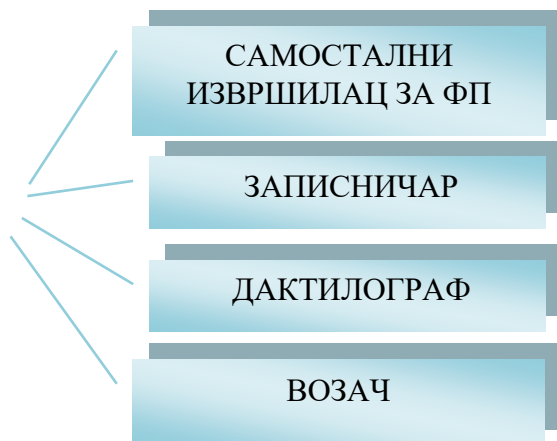 САМОСТАЛНИ
ИЗВРШИЛАЦ ЗА ФП
ЗАПИСНИЧАР
ДАКТИЛОГРАФ
ВОЗАЧ